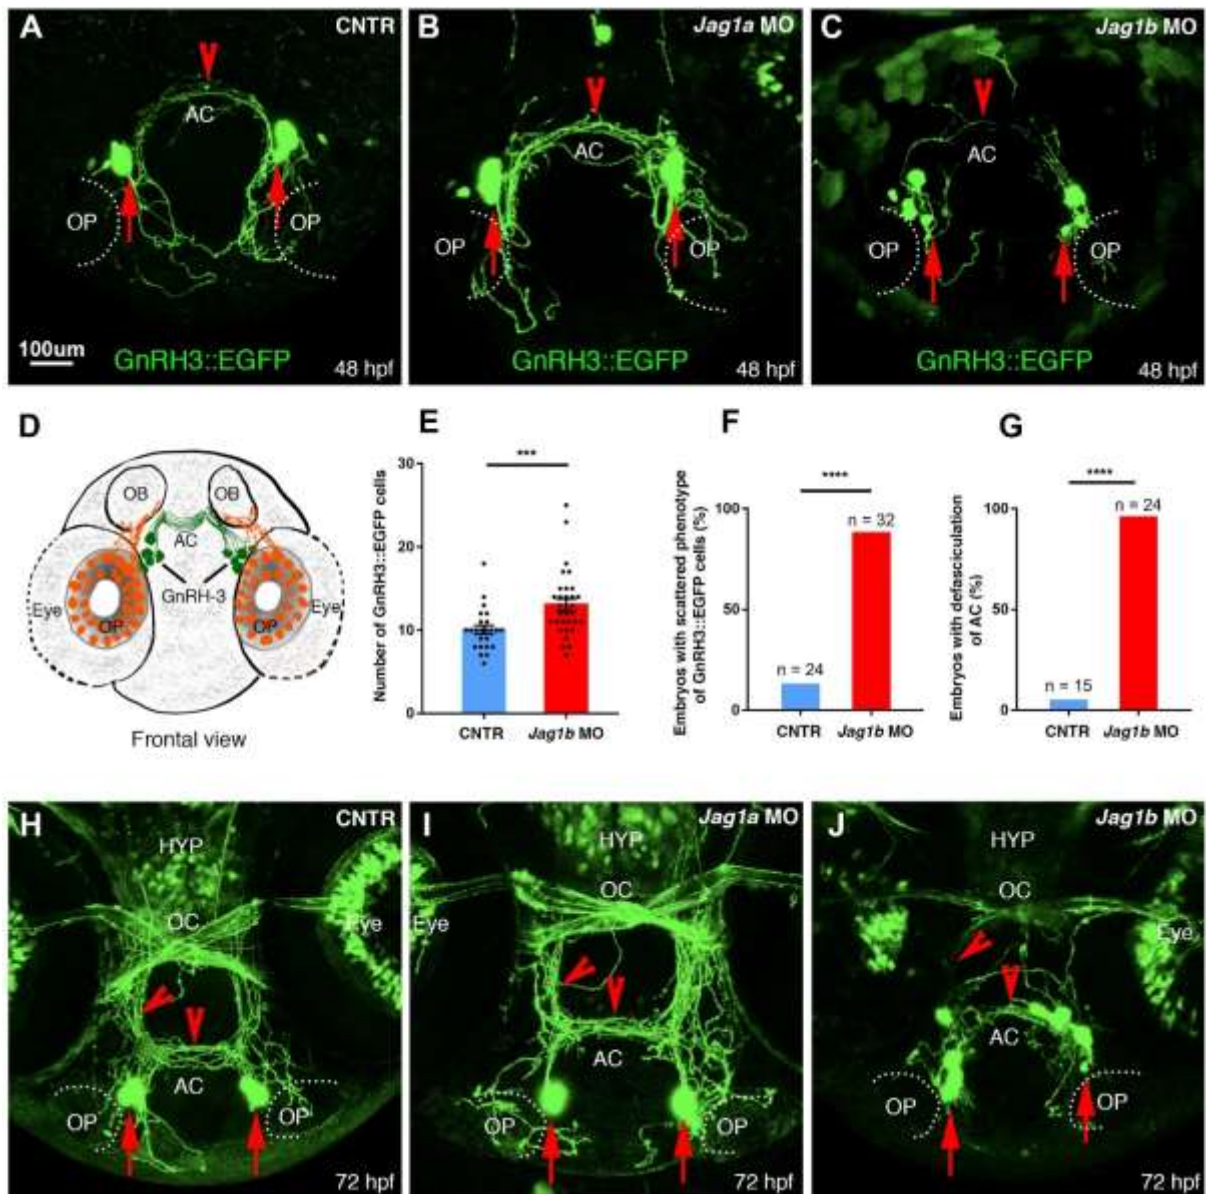 A CNTR
AC
OP OP
100um
GnRH3::EGFP
48 hpf
B Jag1a MO
AC
OP OP
GnRH3::EGFP
48 hpf
C Jag1b MO
AC
OP OP
GnRH3::EGFP
48 hpf
D
OB OB
AC
GnRH-3
Eye Eye
OP OP
Frontal view
E
Number of GnRH3::EGFP cells
30
20
10
0
***
CNTR Jag1b MO
F
Embryos with scattered phenotype
of GnRH3::EGFP cells (%)
100
50
0
****
n = 32
n = 24
CNTR Jag1b MO
G
Embryos with defasciculation
of AC (%)
100
50
0
****
n = 24
n = 15
CNTR Jag1b MO
H CNTR
HYP
OC
Eye
AC
OP OP
72 hpf
I Jag1a MO
HYP
OC
Eye
AC
OP OP
72 hpf
J Jag1b MO
HYP
OC
Eye
AC
OP OP
72 hpf